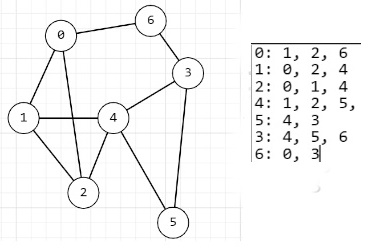 0
6
3
1
4
2
5
0: 1, 2, 6
1: 0, 2, 4
2: 0, 1, 4
4: 1, 2, 5,
5: 4, 3
3: 4, 5, 6
6: 0, 3